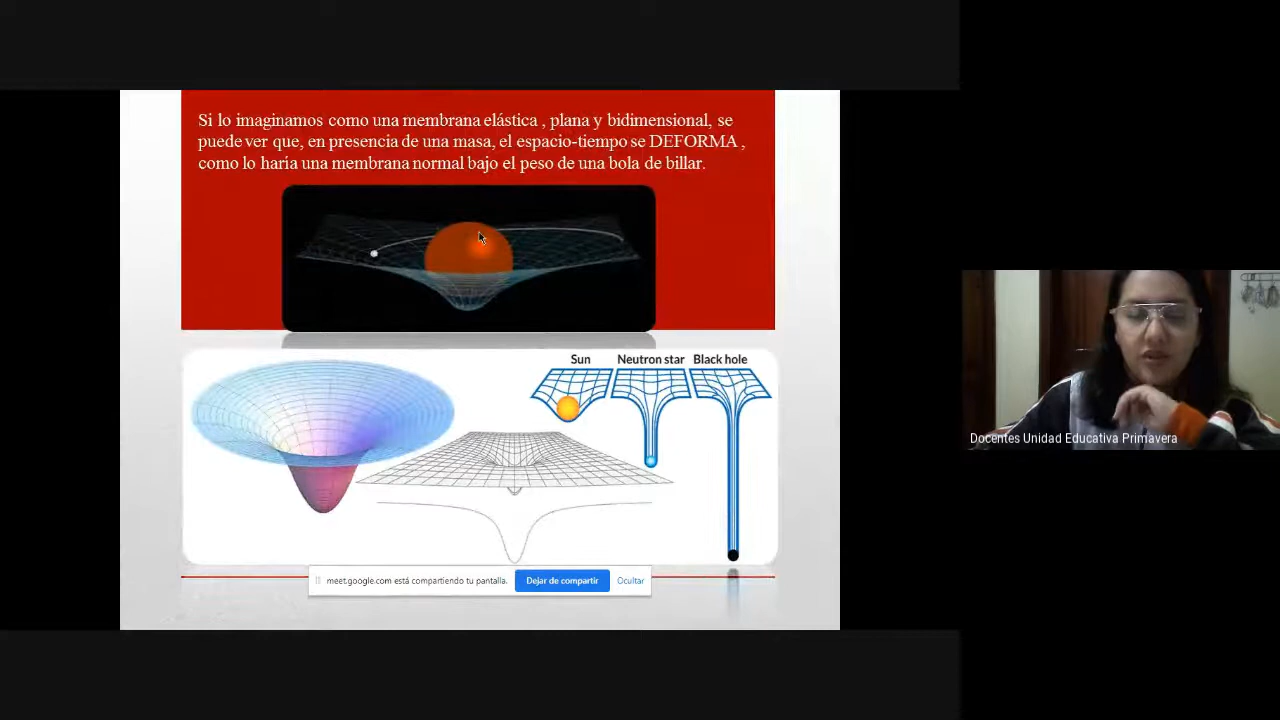 Si lo imaginamos como una membrana elástica , plana y bidimensional, se
puede ver que, en presencia de una masa, el espacio-tiempo se DEFORMA ,
como lo haria una membrana normal bajo el peso de una bola de billar.
Sun Neutron star Black hole
Docentes Unidad Educativa Primavera
meet.google.com está compartiendo tu pantalla. Dejar de compartir Ocultar